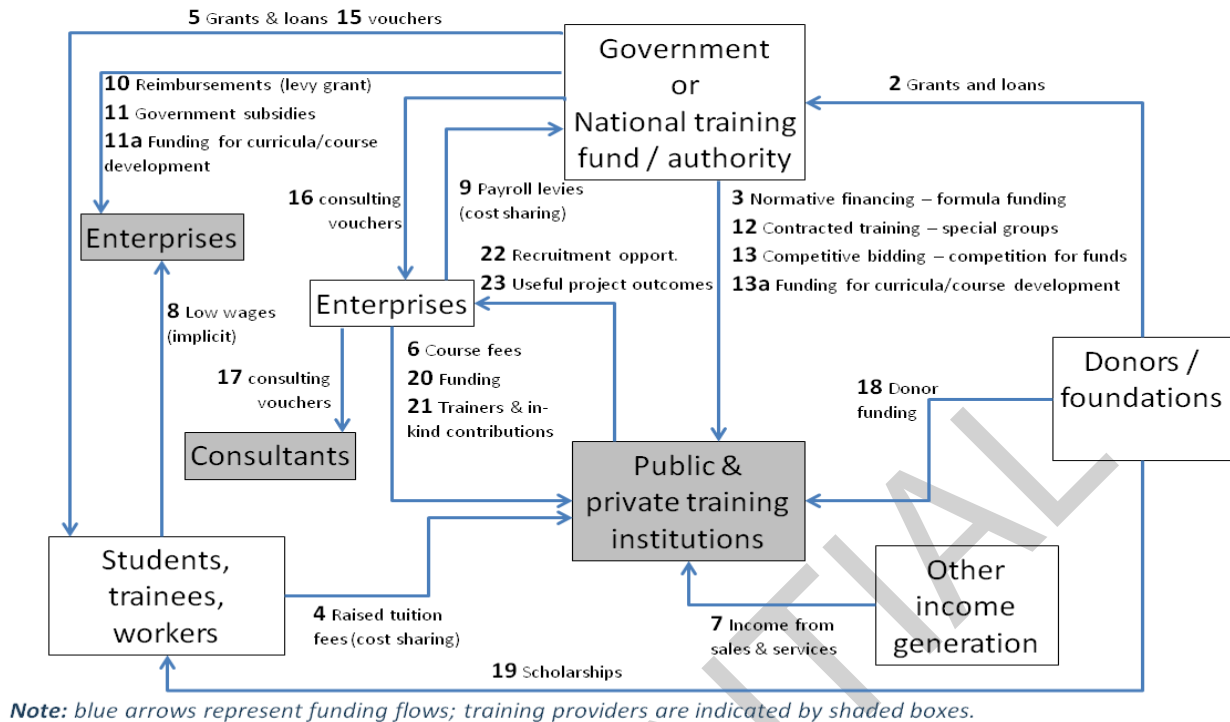 5 Grants & loans 15 vouchers
Government
or
National training
fund / authority
2 Grants and loans
10 Reimbursements (levy grant)
11 Government subsidies
11a Funding for curricula/course
development
16 consulting
vouchers
9 Payroll levies
(cost sharing)
3 Normative financing – formula funding
12 Contracted training – special groups
13 Competitive bidding – competition for funds
13a Funding for curricula/course development
Enterprises
22 Recruitment opport.
23 Useful project outcomes
Enterprises
8 Low wages
(implicit)
6 Course fees
20 Funding
21 Trainers & in-
kind contributions
17 consulting
vouchers
Consultants
18 Donor
funding
Donors /
foundations
Public &
private training
institutions
Students,
trainees,
workers
4 Raised tuition
fees (cost sharing)
7 Income from
sales & services
Other
income
generation
19 Scholarships
Note: blue arrows represent funding flows; training providers are indicated by shaded boxes.